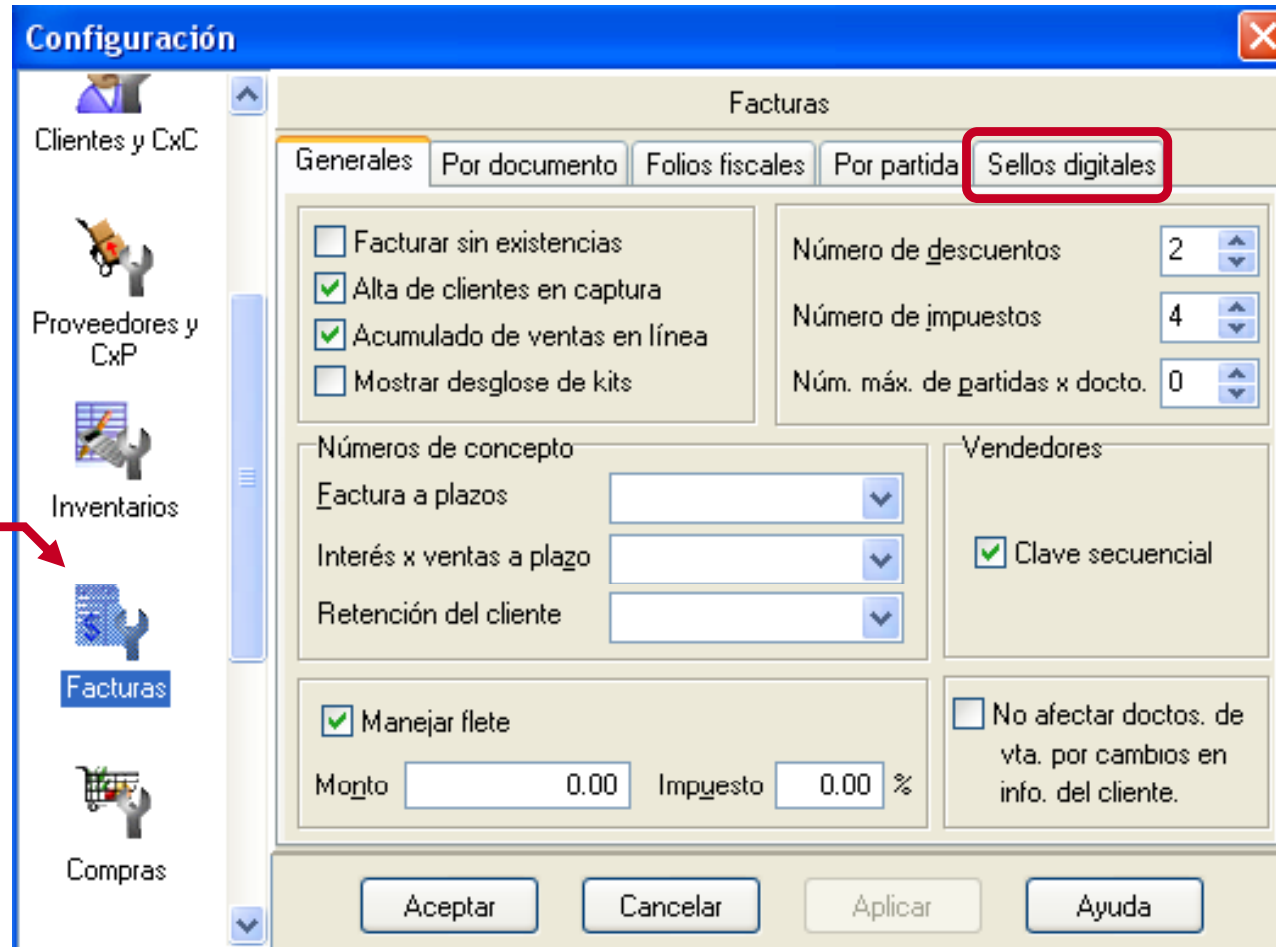 Configuración
Clientes y CxC
Proveedores y
CxP
Inventarios
Facturas
Compras
Facturas
Generales Por documento Folios fiscales Por partida Sellos digitales
Facturar sin existencias
Alta de clientes en captura
Acumulado de ventas en línea
Mostrar desglose de kits
Número de descuentos 2
Número de impuestos 4
Núm. máx. de partidas x docto. 0
Números de concepto
Factura a plazos
Interés x ventas a plazo
Retención del cliente
Vendedores
Clave secuencial
Manejar flete
Monto 0.00 Impuesto 0.00 %
No afectar doctos. de
vta. por cambios en
info. del cliente.
Aceptar Cancelar Aplicar Ayuda